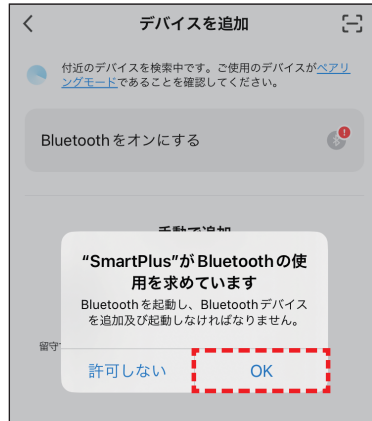 デバイスを追加
付近のデバイスを検索中です。ご使用のデバイスがペアリ
ングモードであることを確認してください。
Bluetoothをオンにする
手動で追加
“SmartPlus”がBluetoothの使
用を求めています
Bluetoothを起動し、Bluetoothデバイス
を追加及び起動しなければなりません。
留守
許可しない
OK